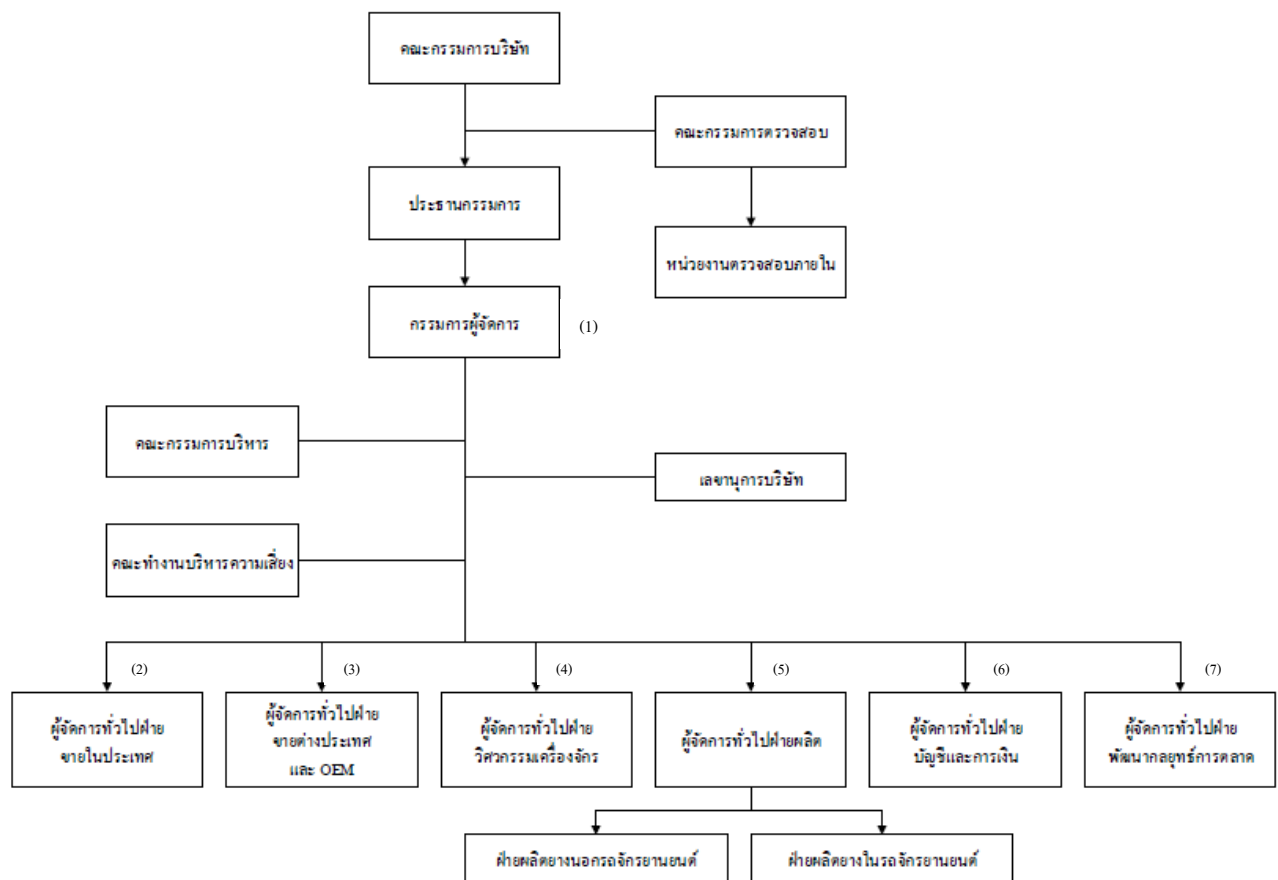 คณะกรรมการบริษัท
คณะกรรมการตรวจสอบ
ประธานกรรมการ
หน่วยงานตรวจสอบภายใน
กรรมการผู้จัดการ
(1)
คณะกรรมการบริหาร
เลขานุการบริษัท
คณะทำงานบริหารความเสี่ยง
(2)
(3)
(4)
(5)
(6)
(7)
ผู้จัดการทั่วไปฝ่าย
ขายในประเทศ
ผู้จัดการทั่วไปฝ่าย
ขายต่างประเทศ
และ OEM
ผู้จัดการทั่วไปฝ่าย
วิศวกรรมเครื่องจักร
ผู้จัดการทั่วไปฝ่ายผลิต
ผู้จัดการทั่วไปฝ่าย
บัญชีและการเงิน
ผู้จัดการทั่วไปฝ่าย
พัฒนากลยุทธ์การตลาด
ฝ่ายผลิตยางนอกรถจักรยานยนต์
ฝ่ายผลิตยางในรถจักรยานยนต์